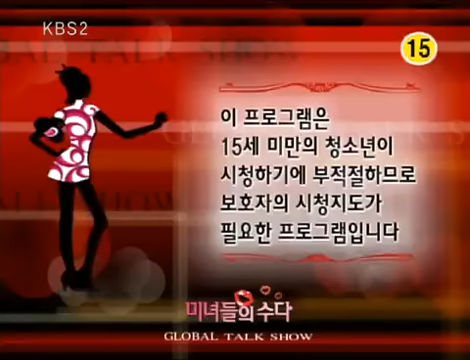 KBS2
15
GLOBAL TALK SHOW
이 프로그램은
15세 미만의 청소년이
시청하기에 부적절하므로
보호자의 시청지도가
필요한 프로그램입니다
미녀들의 수다
GLOBAL TALK SHOW